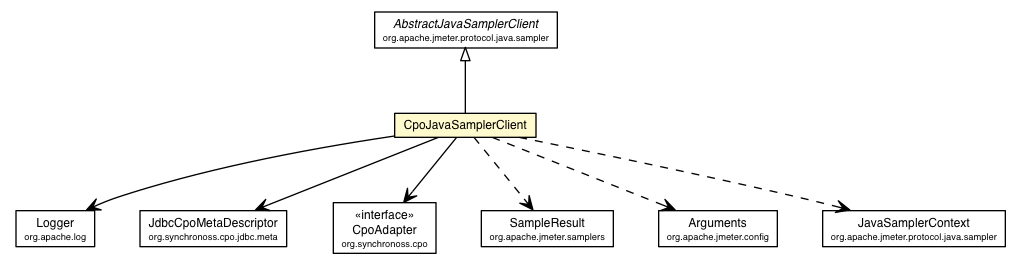 AbstractJavaSamplerClient
org.apache.jmeter.protocol.java.sampler
CpoJavaSamplerClient
Logger
org.apache.log
JdbcCpoMetaDescriptor
org.synchronoss.cpo.jdbc.meta
«interface»
CpoAdapter
org.synchronoss.cpo
SampleResult
org.apache.jmeter.samplers
Arguments
org.apache.jmeter.config
JavaSamplerContext
org.apache.jmeter.protocol.java.sampler